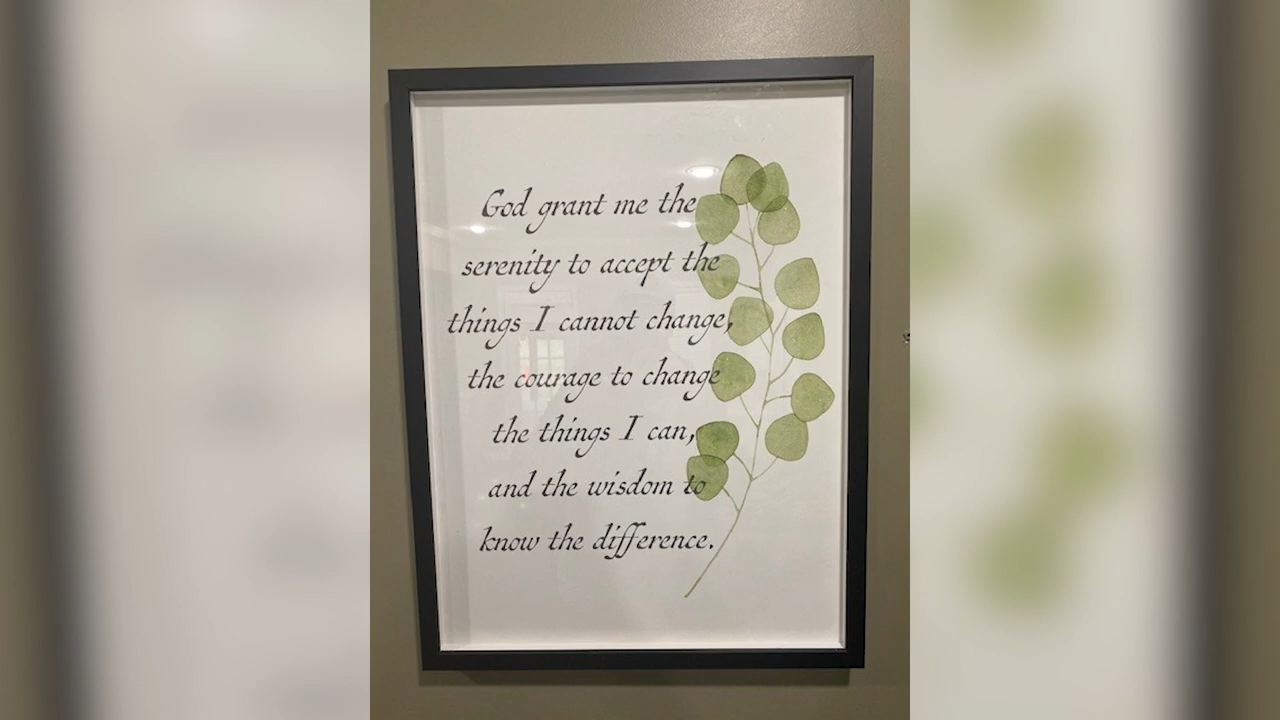 God grant me the
serenity to accept the
things I cannot change,
the courage to change
the things I can,
and the wisdom to
know the difference.